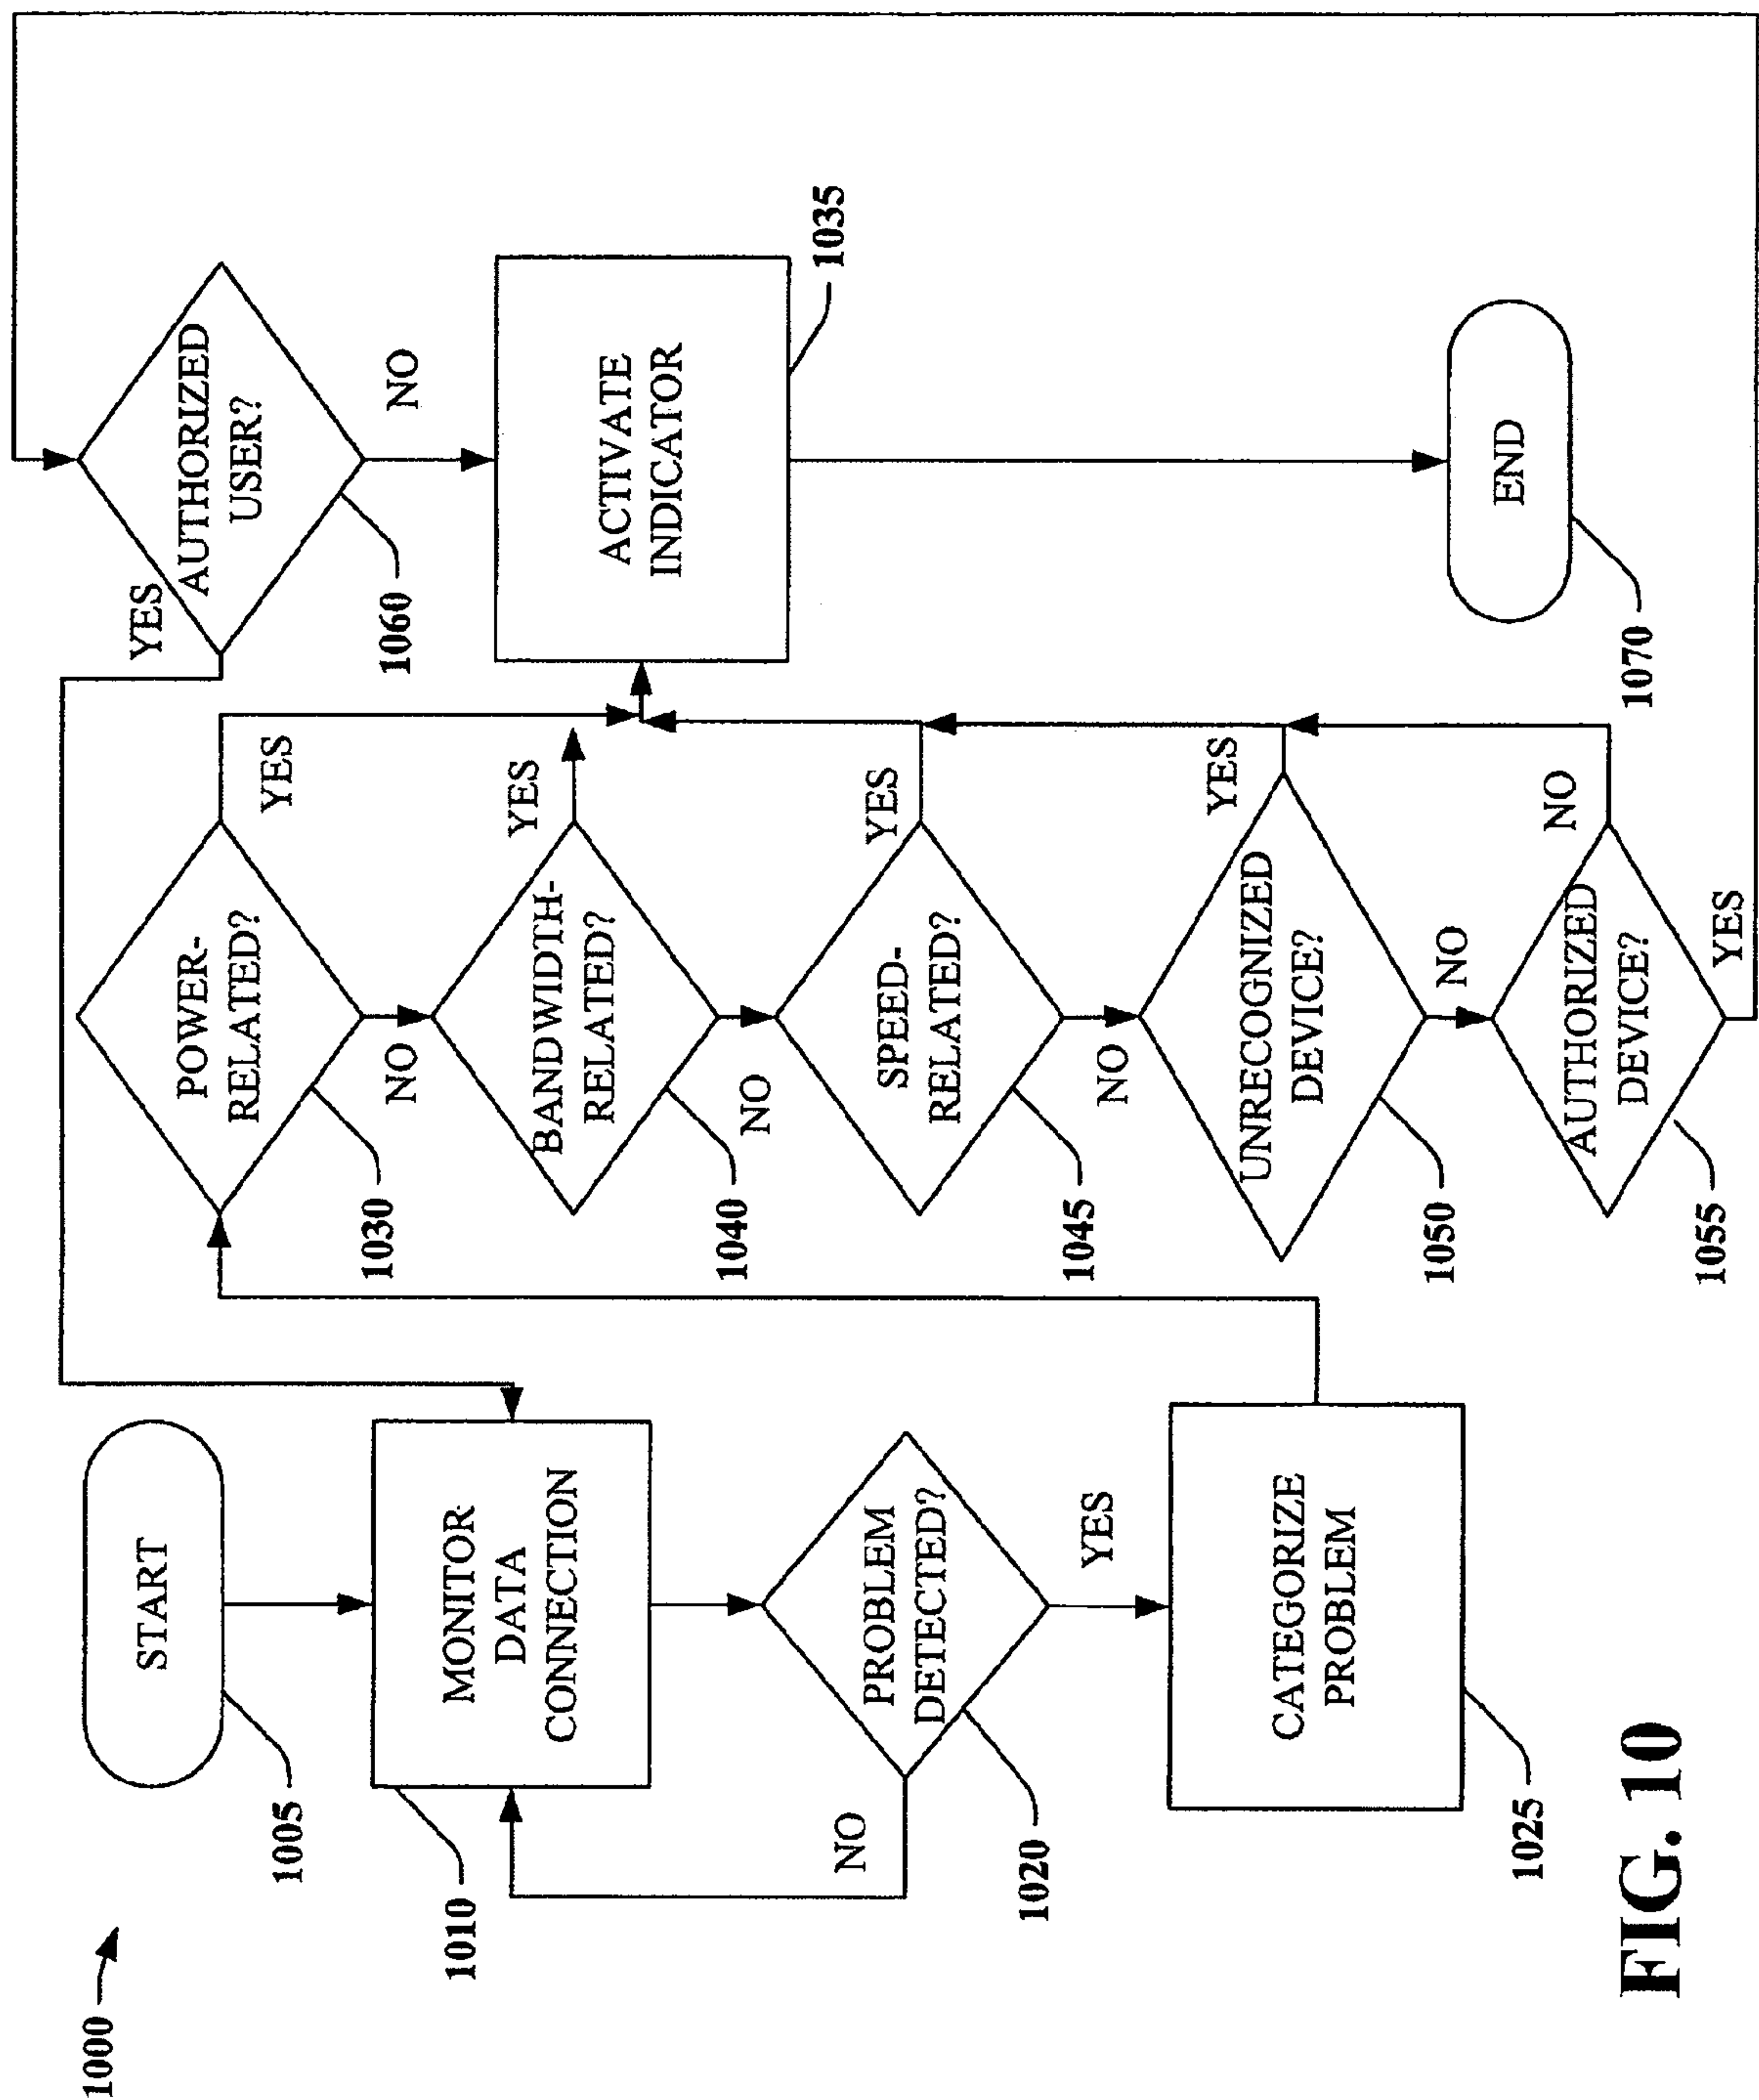 1000
START
1005
MONITOR
DATA
CONNECTION
1010
PROBLEM
DETECTED?
NO
1020
YES
CATEGORIZE
PROBLEM
1025
POWER-
RELATED?
YES
1030
NO
BANDWIDTH-
RELATED?
YES
1040
NO
SPEED-
RELATED?
YES
1045
NO
UNRECOGNIZED
DEVICE?
YES
1050
NO
AUTHORIZED
DEVICE?
NO
1055
YES
AUTHORIZED
USER?
YES
1060
NO
ACTIVATE
INDICATOR
1035
END
1070
FIG. 10